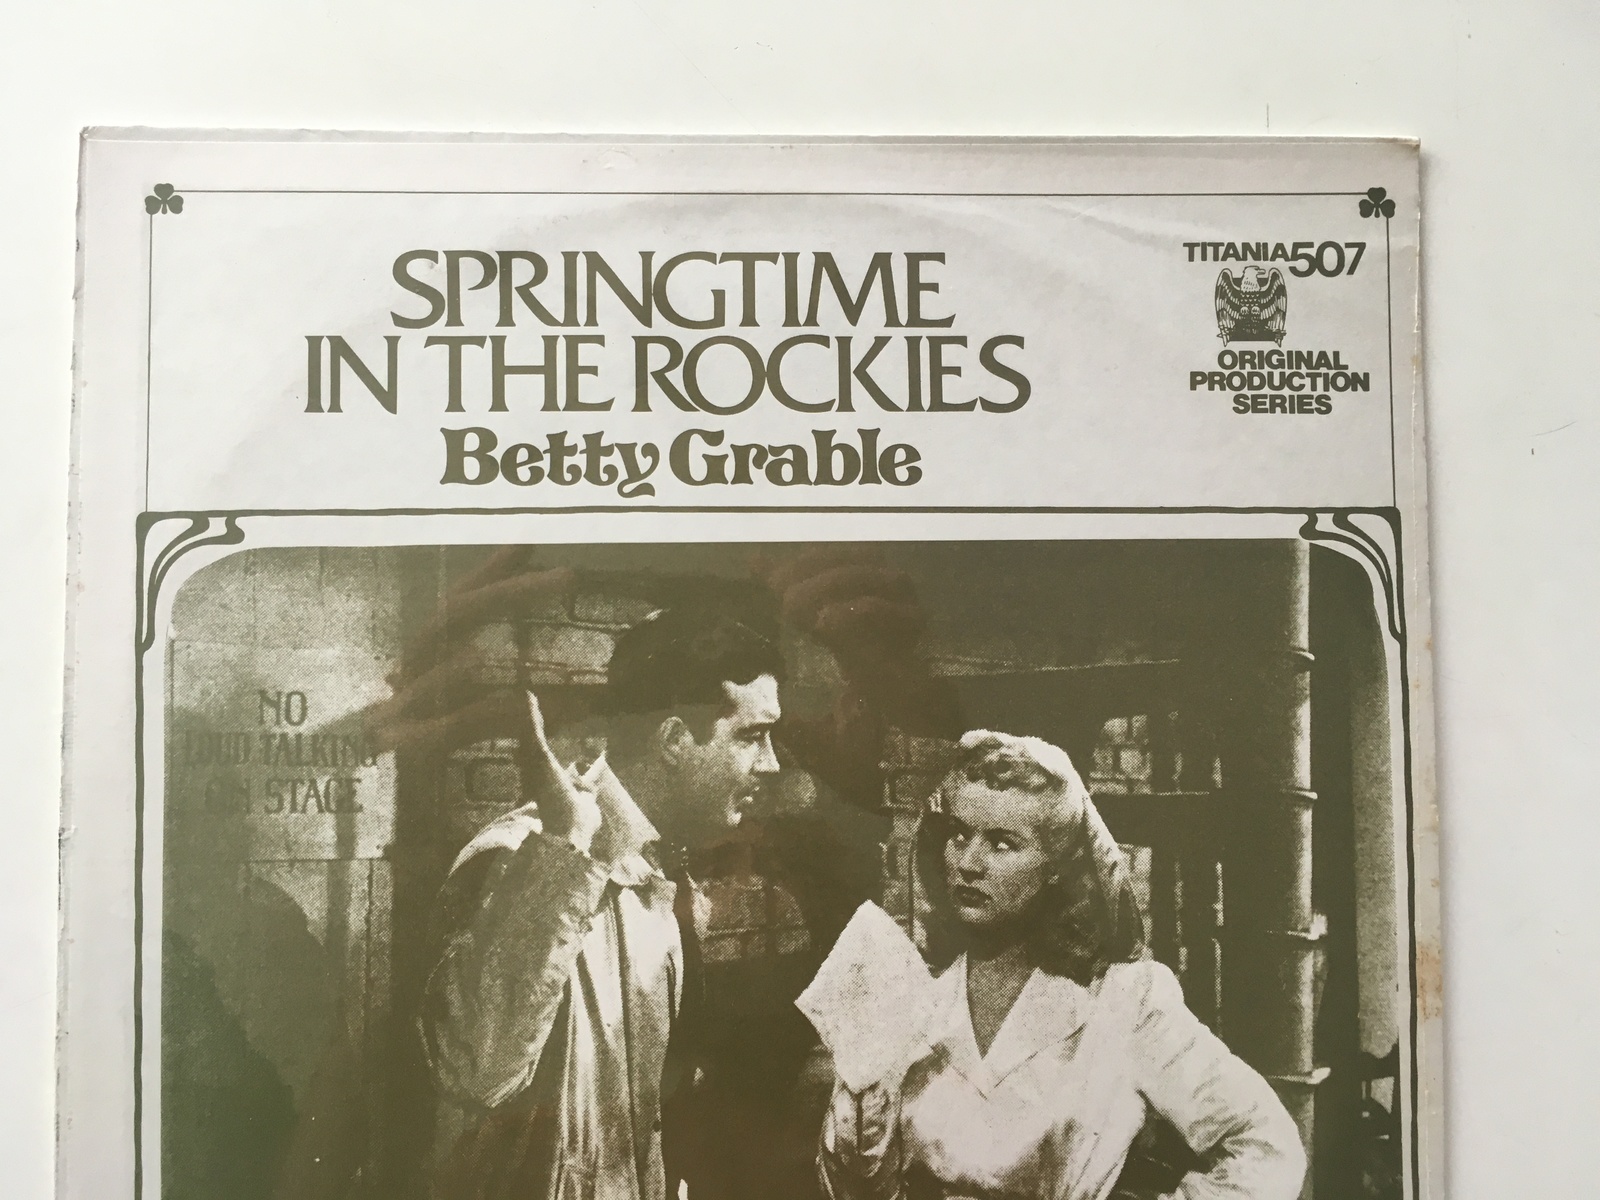 SPRINGTIME
IN THE ROCKIES
Betty Grable
TITANIA 507
ORIGINAL
PRODUCTION
SERIES
NO
LOUD TALKING
ON STAGE